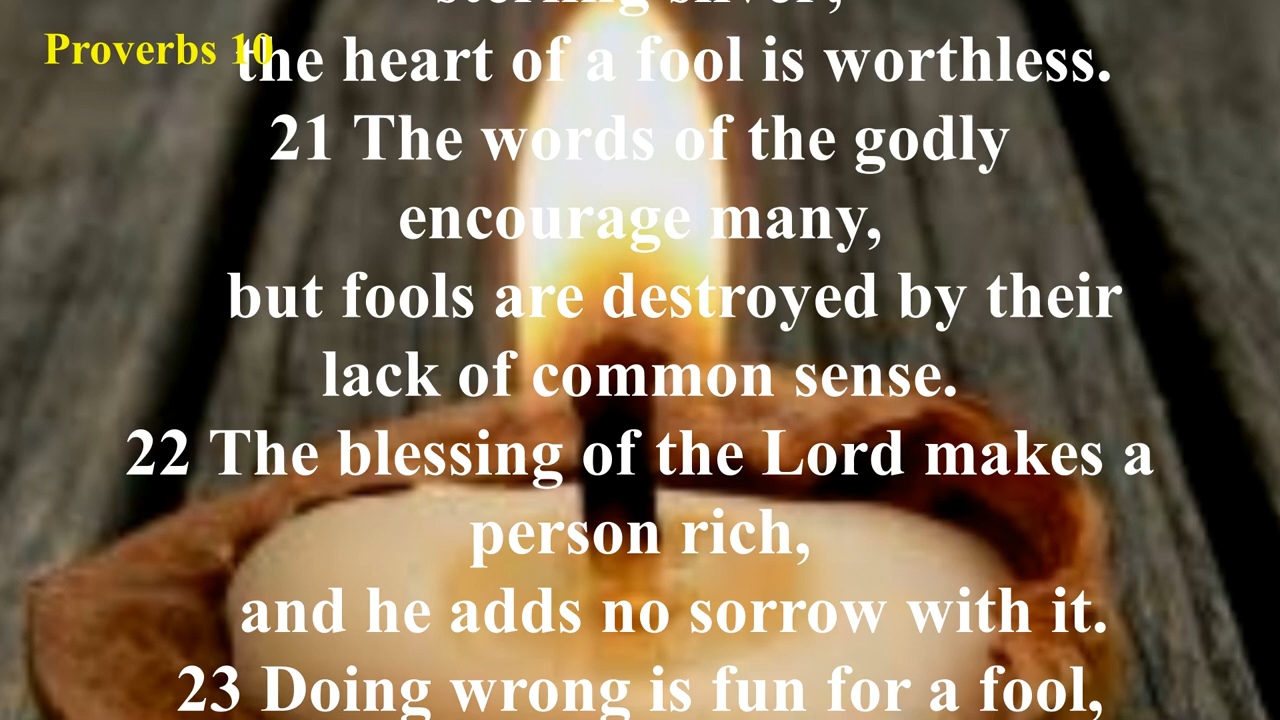 sterling silver;
Proverbs 10
the heart of a fool is worthless.
21 The words of the godly
encourage many,
but fools are destroyed by their
lack of common sense.
22 The blessing of the Lord makes a
person rich,
and he adds no sorrow with it.
23 Doing wrong is fun for a fool,